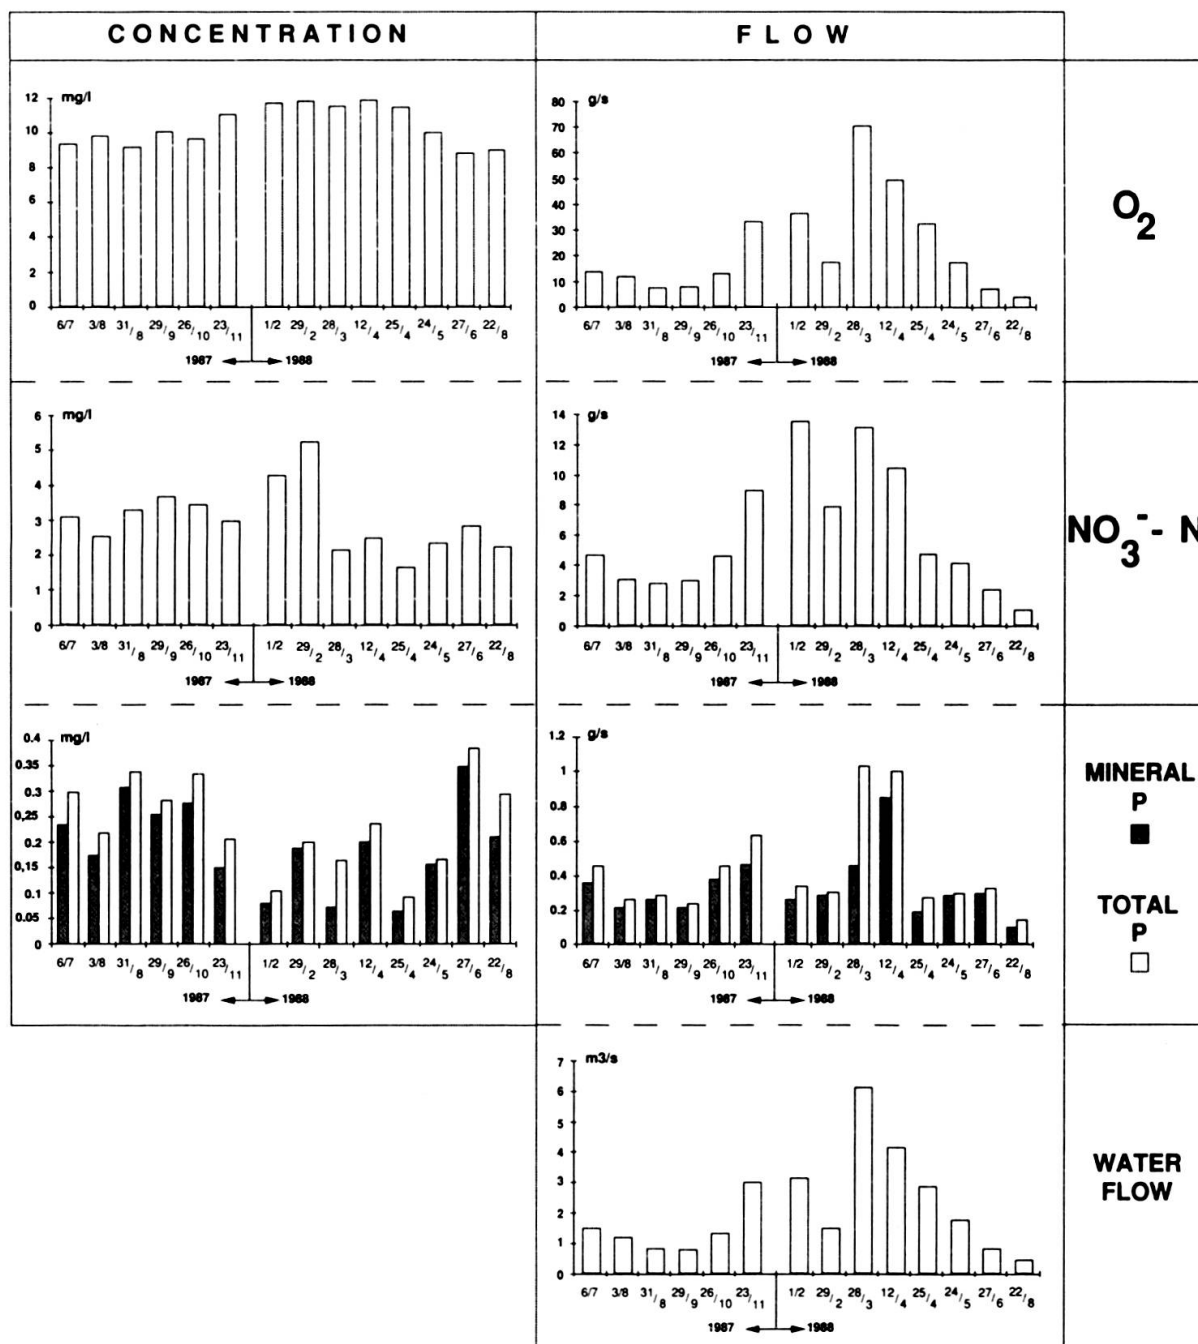 CONCENTRATION
FLOW
mg/l
12
10
8
6
4
2
0
6/7 3/8 31/8 29/9 26/10 23/11 1/2 29/2 28/3 12/4 25/4 24/5 27/6 22/8
1987 1988
g/s
80
70
60
50
40
30
20
10
0
6/7 3/8 31/8 29/9 26/10 23/11 1/2 29/2 28/3 12/4 25/4 24/5 27/6 22/8
1987 1988
O2
mg/l
6
5
4
3
2
1
0
6/7 3/8 31/8 29/9 26/10 23/11 1/2 29/2 28/3 12/4 25/4 24/5 27/6 22/8
1987 1988
g/s
14
12
10
8
6
4
2
0
6/7 3/8 31/8 29/9 26/10 23/11 1/2 29/2 28/3 12/4 25/4 24/5 27/6 22/8
1987 1988
NO3- - N
mg/l
0.4
0,35
0,3
0,25
0,2
0,15
0.1
0.05
0
6/7 3/8 31/8 29/9 26/10 23/11 1/2 29/2 28/3 12/4 25/4 24/5 27/6 22/8
1987 1988
g/s
1.2
1
0.8
0.6
0.4
0.2
0
6/7 3/8 31/8 29/9 26/10 23/11 1/2 29/2 28/3 12/4 25/4 24/5 27/6 22/8
1987 1988
MINERAL
P
TOTAL
P
m3/s
7
6
5
4
3
2
1
0
6/7 3/8 31/8 29/9 26/10 23/11 1/2 29/2 28/3 12/4 25/4 24/5 27/6 22/8
1987 1988
WATER
FLOW